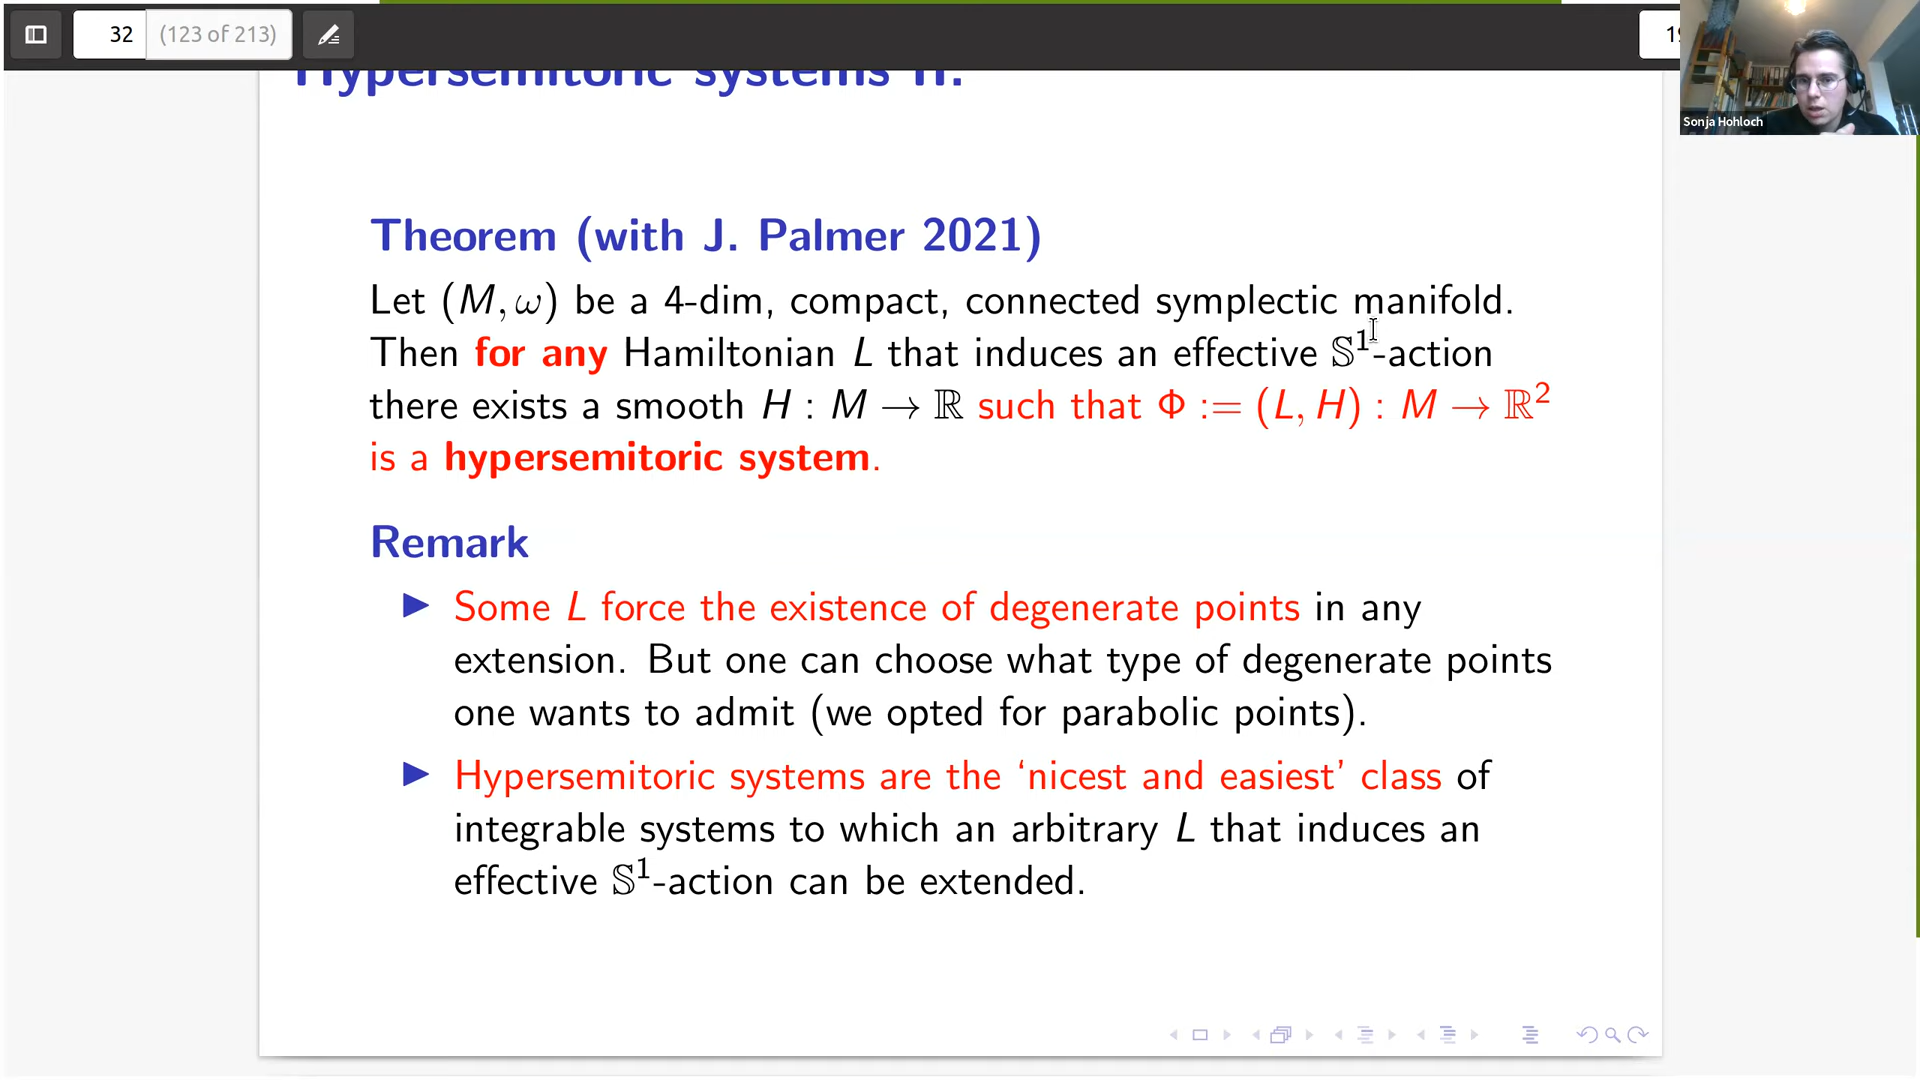 32 (123 of 213)
Sonja Hohloch
Hypersemitoric systems II:
Theorem (with J. Palmer 2021)
Let (M, ω) be a 4-dim, compact, connected symplectic manifold.
Then for any Hamiltonian L that induces an effective 𝕊¹-action
there exists a smooth H : M → ℝ such that Φ := (L, H) : M → ℝ²
is a hypersemitoric system.
Remark
▶ Some L force the existence of degenerate points in any
extension. But one can choose what type of degenerate points
one wants to admit (we opted for parabolic points).
▶ Hypersemitoric systems are the ‘nicest and easiest’ class of
integrable systems to which an arbitrary L that induces an
effective 𝕊¹-action can be extended.